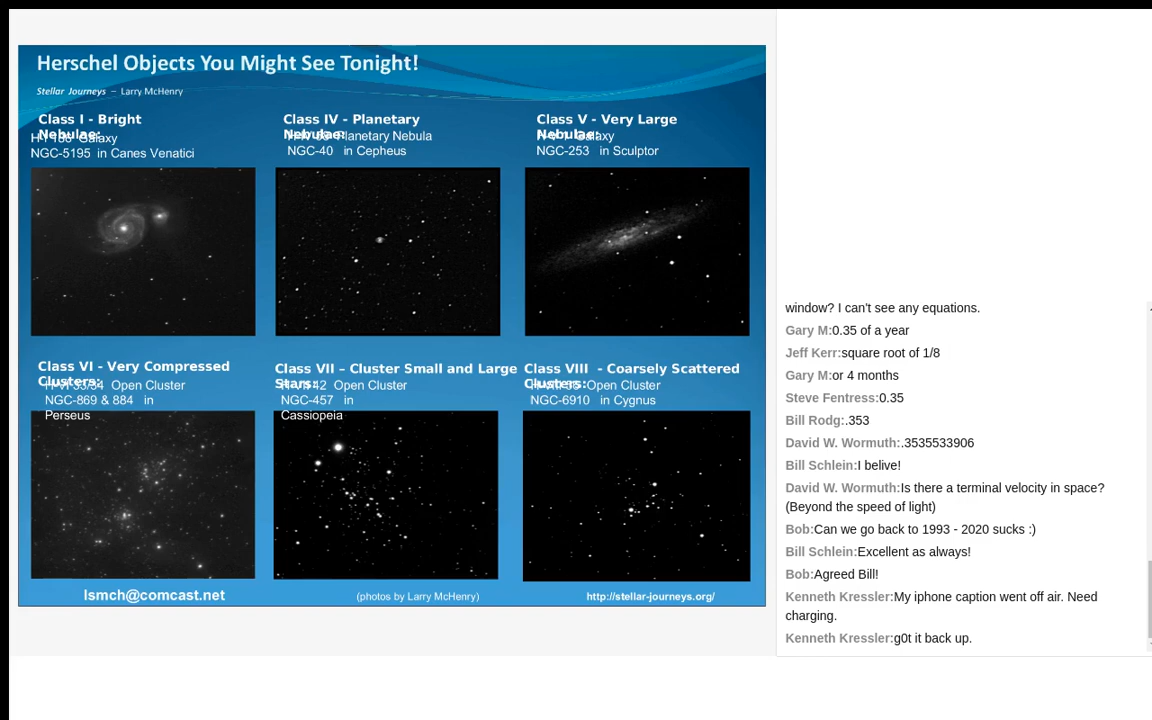 Herschel Objects You Might See Tonight!
Stellar Journeys – Larry McHenry
Class I - Bright
Nebulae:
Galaxy
NGC-5195 in Canes Venatici
Class IV - Planetary
Nebulae:
Planetary Nebula
NGC-40 in Cepheus
Class V - Very Large
Nebulae:
Galaxy
NGC-253 in Sculptor
Class VI - Very Compressed
Clusters:
Open Cluster
NGC-869 & 884 in
Perseus
Class VII – Cluster Small and Large
Stars:
42 Open Cluster
NGC-457 in
Cassiopeia
Class VIII - Coarsely Scattered
Clusters:
Open Cluster
NGC-6910 in Cygnus
lsmch@comcast.net
(photos by Larry McHenry)
http://stellar-journeys.org/
window? I can't see any equations.
Gary M:0.35 of a year
Jeff Kerr:square root of 1/8
Gary M:or 4 months
Steve Fentress:0.35
Bill Rodg:.353
David W. Wormuth:.3535533906
Bill Schlein:I belive!
David W. Wormuth:Is there a terminal velocity in space?
(Beyond the speed of light)
Bob:Can we go back to 1993 - 2020 sucks :)
Bill Schlein:Excellent as always!
Bob:Agreed Bill!
Kenneth Kressler:My iphone caption went off air. Need
charging.
Kenneth Kressler:g0t it back up.